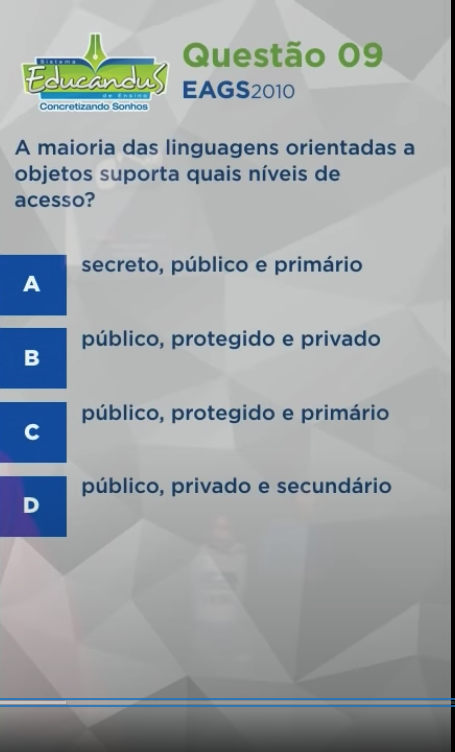 Sistema
Educandus
de Ensino
Concretizando Sonhos
Questão 09
EAGS2010
A maioria das linguagens orientadas a
objetos suporta quais níveis de
acesso?
A
secreto, público e primário
B
público, protegido e privado
C
público, protegido e primário
D
público, privado e secundário